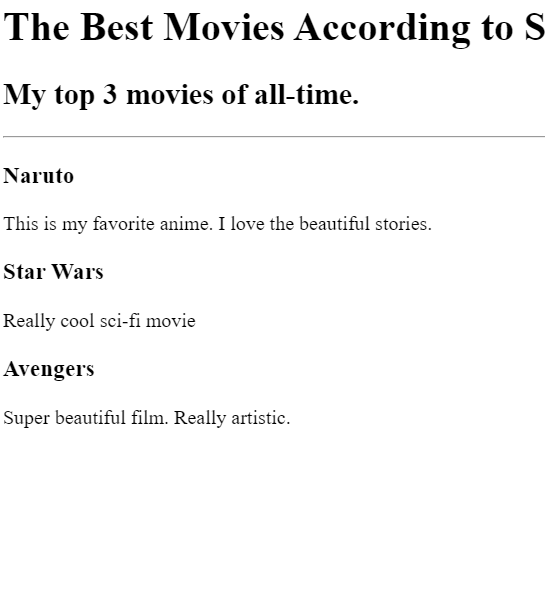 The Best Movies According to S
My top 3 movies of all-time.
Naruto
This is my favorite anime. I love the beautiful stories.
Star Wars
Really cool sci-fi movie
Avengers
Super beautiful film. Really artistic.